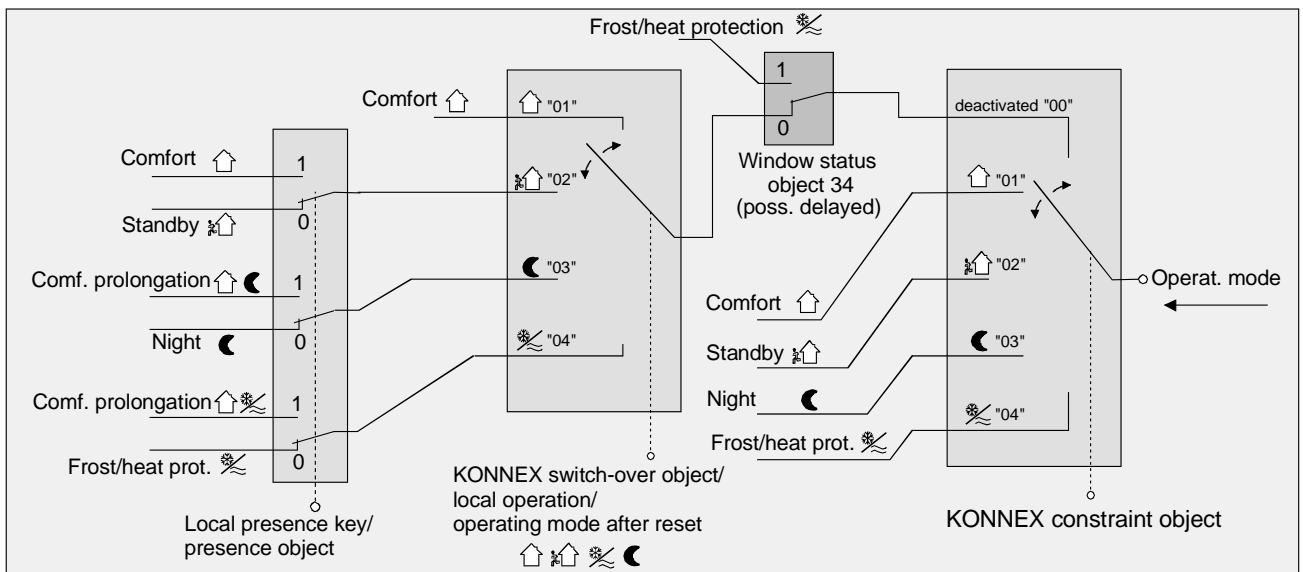 Frost/heat protection
1
0
Window status
object 34
(poss. delayed)
Comfort
"01"
"02"
"03"
"04"
Comfort
1
Standby
0
Comf. prolongation
1
Night
0
Comf. prolongation
1
Frost/heat prot.
0
Local presence key/
presence object
KONNEX switch-over object/
local operation/
operating mode after reset
deactivated "00"
"01"
"02"
"03"
"04"
Comfort
Standby
Night
Frost/heat prot.
Operat. mode
KONNEX constraint object